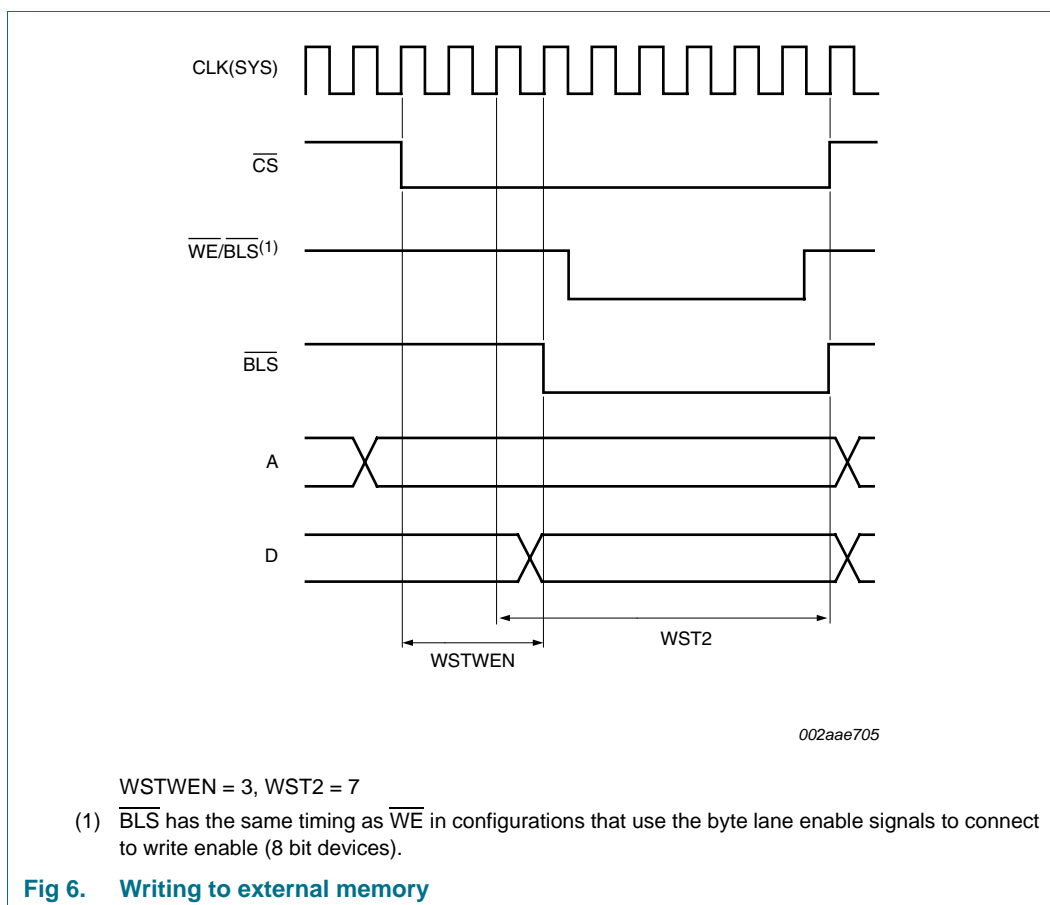 CLK(SYS)
CS
WE/BLS(1)
BLS
A
D
WST2
WSTWEN
002aae705
WSTWEN = 3, WST2 = 7
(1) BLS has the same timing as WE in configurations that use the byte lane enable signals to connect
to write enable (8 bit devices).
Fig 6. Writing to external memory